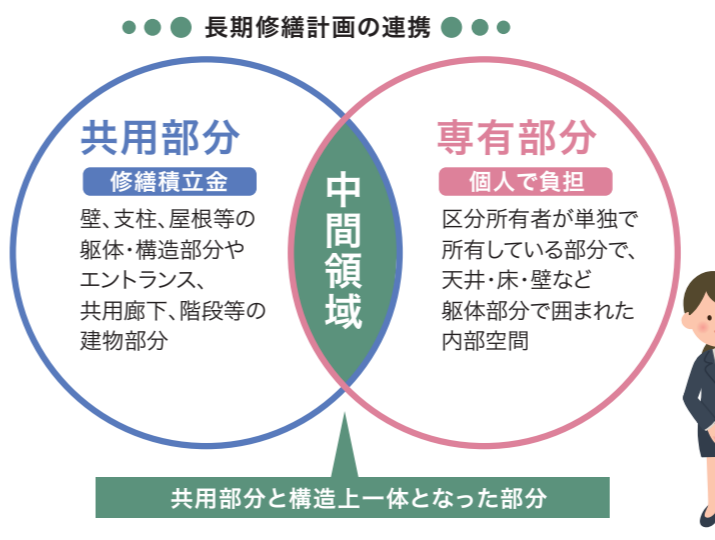 長期修繕計画の連携
共用部分
修繕積立金
壁、支柱、屋根等の
躯体・構造部分や
エントランス、
共用廊下、階段等の
建物部分
中間領域
専有部分
個人で負担
区分所有者が単独で
所有している部分で、
天井・床・壁など
躯体部分で囲まれた
内部空間
共用部分と構造上一体となった部分